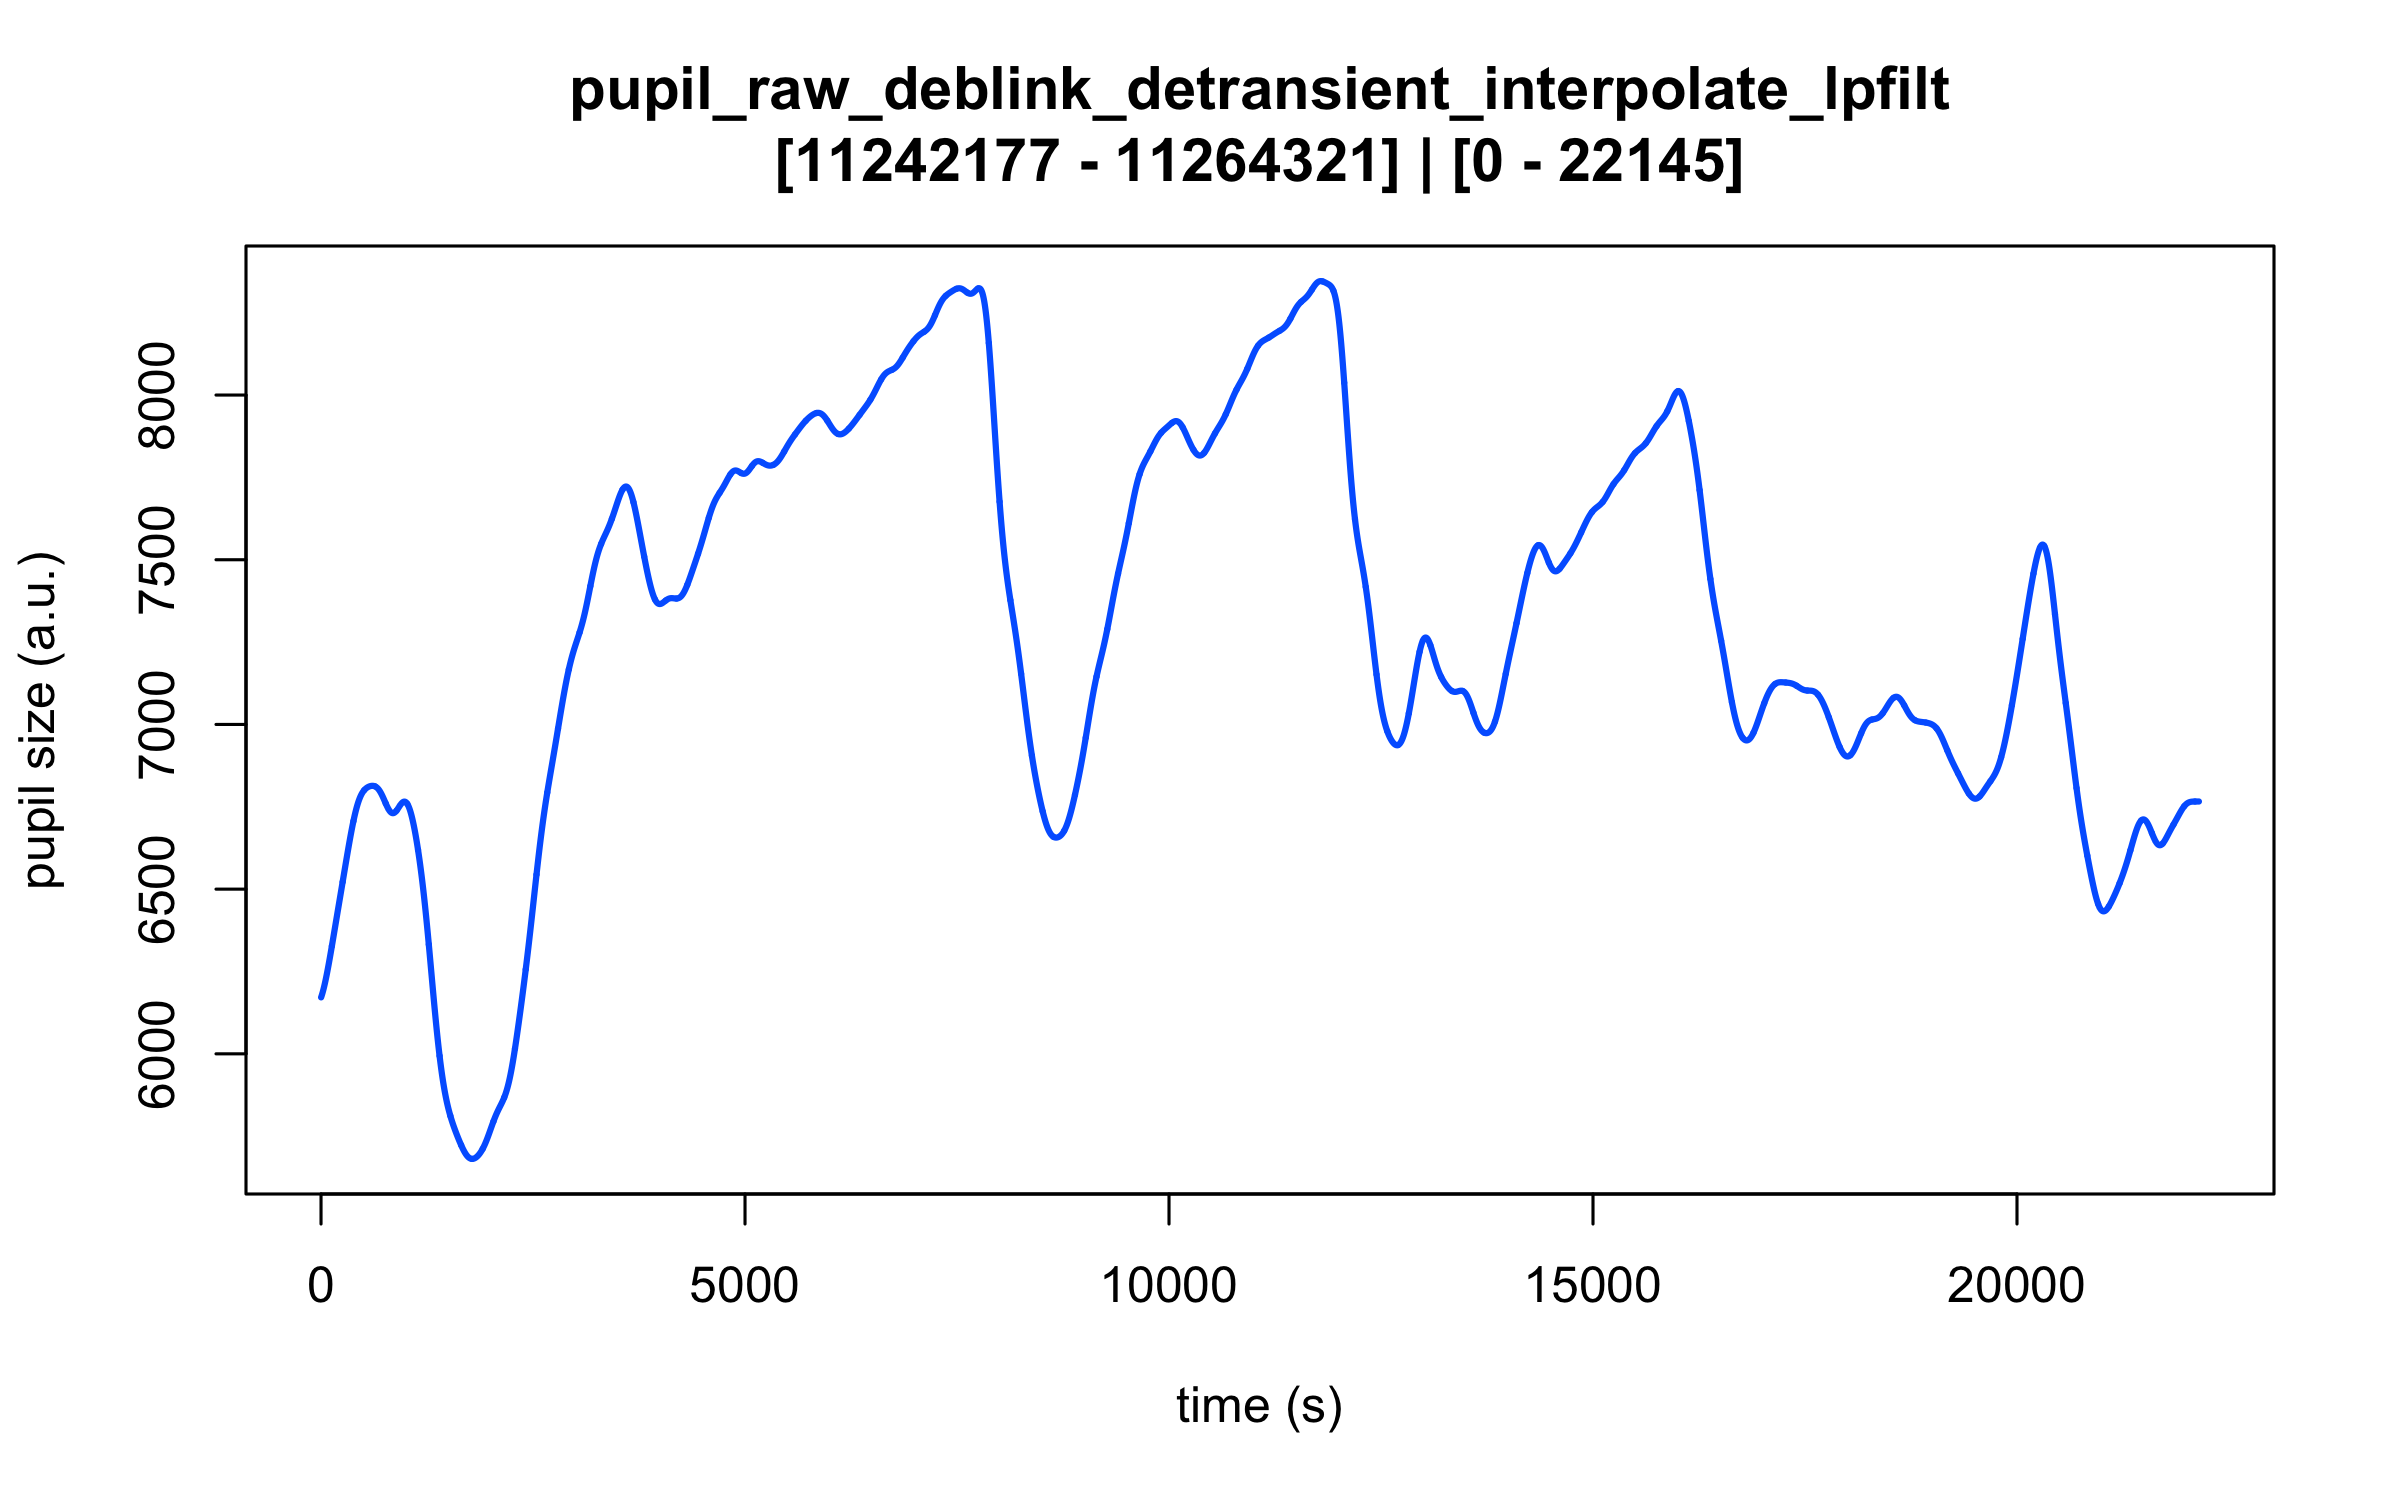 pupil_raw_deblink_detransient_interpolate_lpfilt
[11242177 - 11264321] | [0 - 22145]
pupil size (a.u.)
8000
7500
7000
6500
6000
0 5000 10000 15000 20000
time (s)